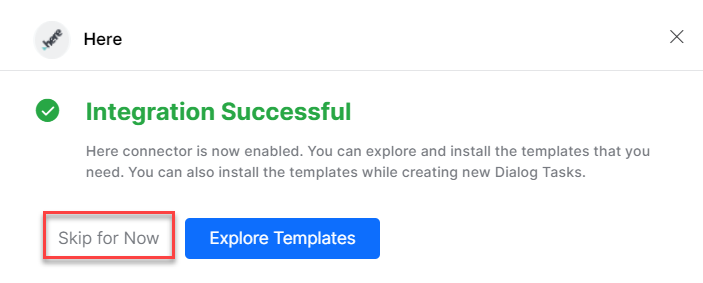 .here
Here
Integration Successful
Here connector is now enabled. You can explore and install the templates that you
need. You can also install the templates while creating new Dialog Tasks.
Skip for Now
Explore Templates